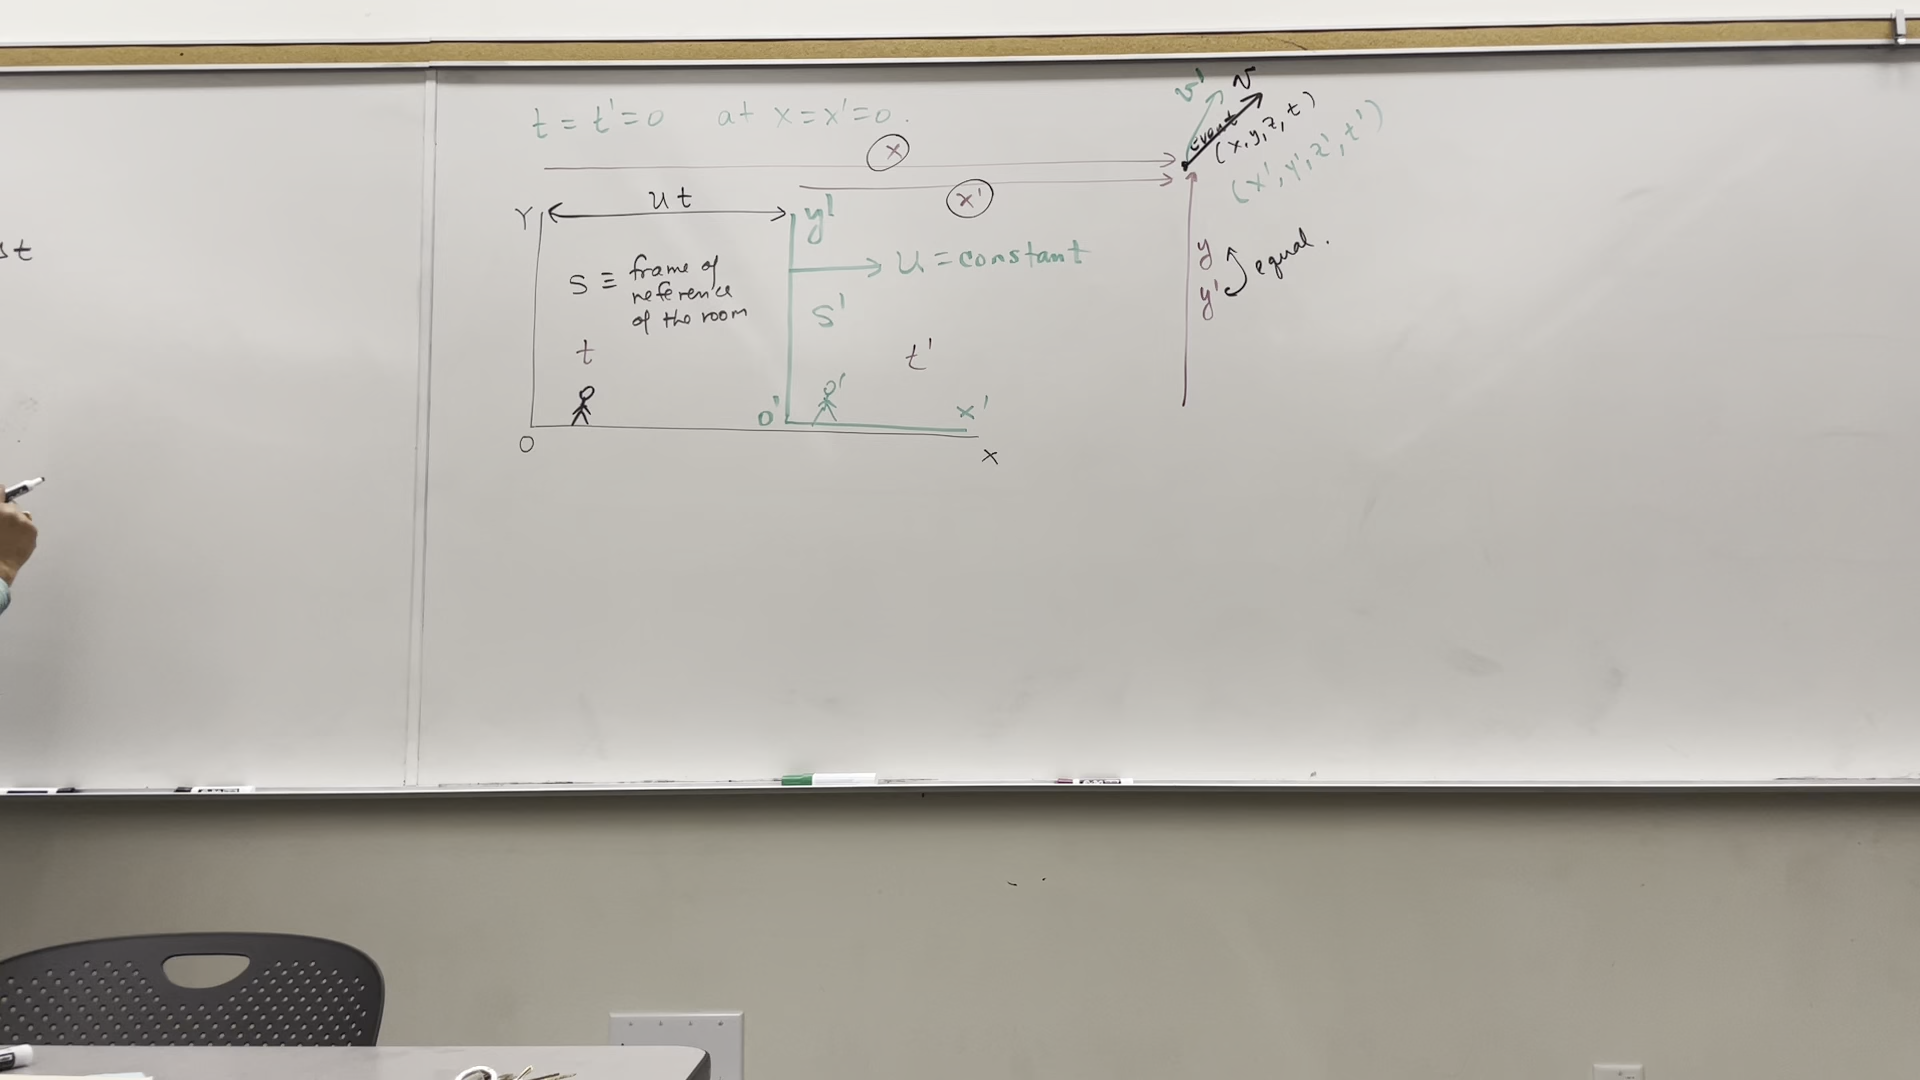 t = t' = 0 at x = x' = 0.
v' v
event
(x, y, z, t)
(x', y', z', t')
x
x'
Y
ut
y'
u = constant
S ≡ frame of
reference
of the room
S'
y
y'
equal.
st
t
t'
O
O'
x'
x